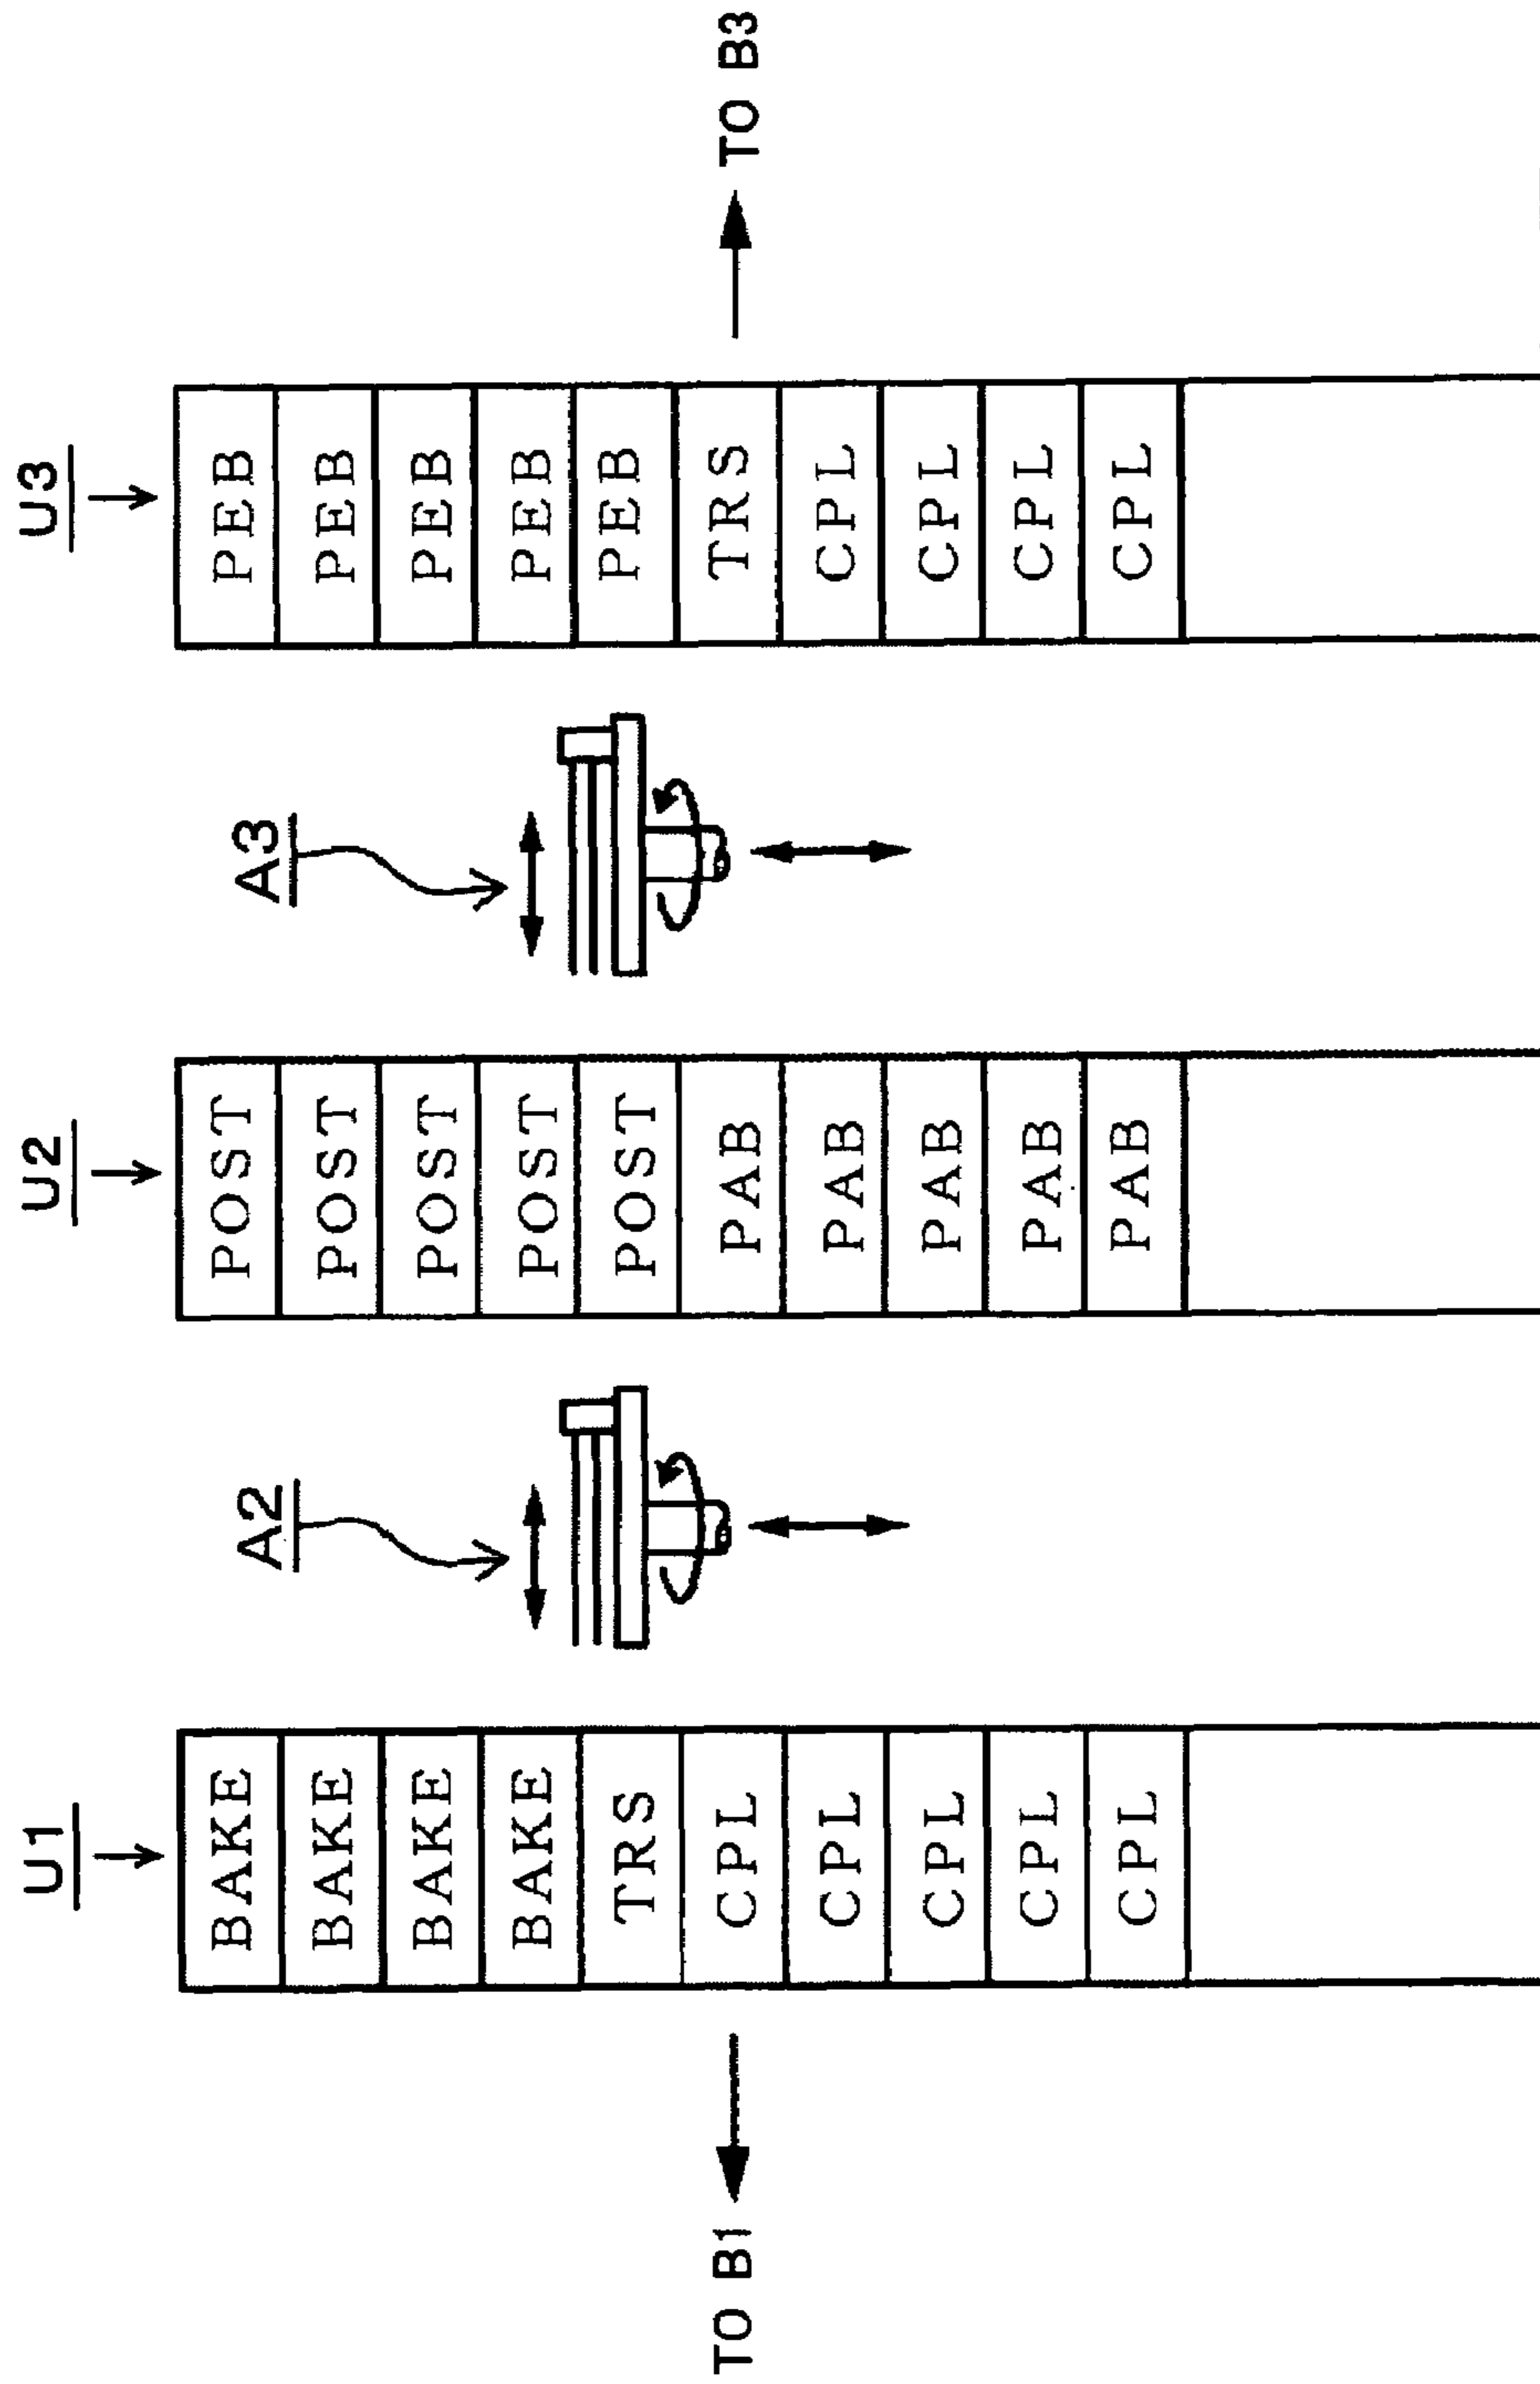 U1
BAKE
BAKE
BAKE
BAKE
TRS
CPL
CPL
CPL
CPL
CPL
TO B1
A2
U2
POST
POST
POST
POST
POST
PAB
PAB
PAB
PAB
PAB
A3
U3
PEB
PEB
PEB
PEB
PEB
TRS
CPL
CPL
CPL
CPL
TO B3